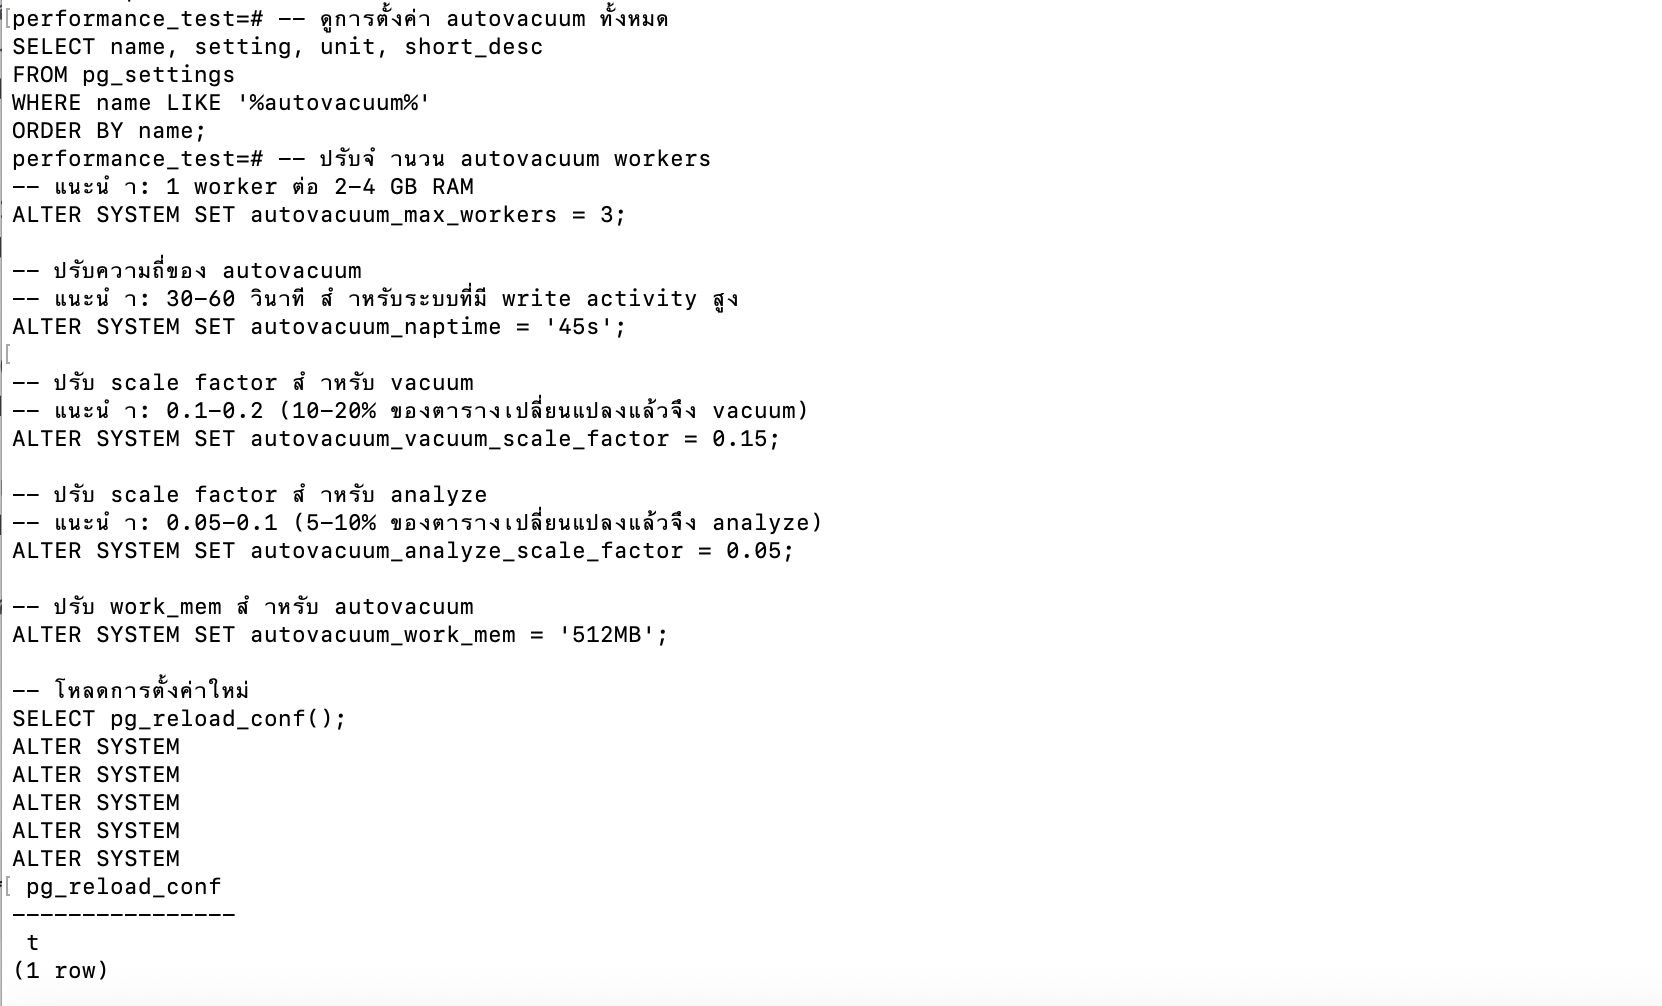 performance_test=# -- ดูการตั้งค่า autovacuum ทั้งหมด
SELECT name, setting, unit, short_desc
FROM pg_settings
WHERE name LIKE '%autovacuum%'
ORDER BY name;
performance_test=# -- ปรับจํ านวน autovacuum workers
-- แนะนํ า: 1 worker ต่อ 2-4 GB RAM
ALTER SYSTEM SET autovacuum_max_workers = 3;

-- ปรับความถี่ของ autovacuum
-- แนะนํ า: 30-60 วินาที สํ าหรับระบบที่มี write activity สูง
ALTER SYSTEM SET autovacuum_naptime = '45s';

-- ปรับ scale factor สํ าหรับ vacuum
-- แนะนํ า: 0.1-0.2 (10-20% ของตารางเปลี่ยนแปลงแล้วจึง vacuum)
ALTER SYSTEM SET autovacuum_vacuum_scale_factor = 0.15;

-- ปรับ scale factor สํ าหรับ analyze
-- แนะนํ า: 0.05-0.1 (5-10% ของตารางเปลี่ยนแปลงแล้วจึง analyze)
ALTER SYSTEM SET autovacuum_analyze_scale_factor = 0.05;

-- ปรับ work_mem สํ าหรับ autovacuum
ALTER SYSTEM SET autovacuum_work_mem = '512MB';

-- โหลดการตั้งค่าใหม่
SELECT pg_reload_conf();
ALTER SYSTEM
ALTER SYSTEM
ALTER SYSTEM
ALTER SYSTEM
ALTER SYSTEM
 pg_reload_conf
----------------
 t
(1 row)